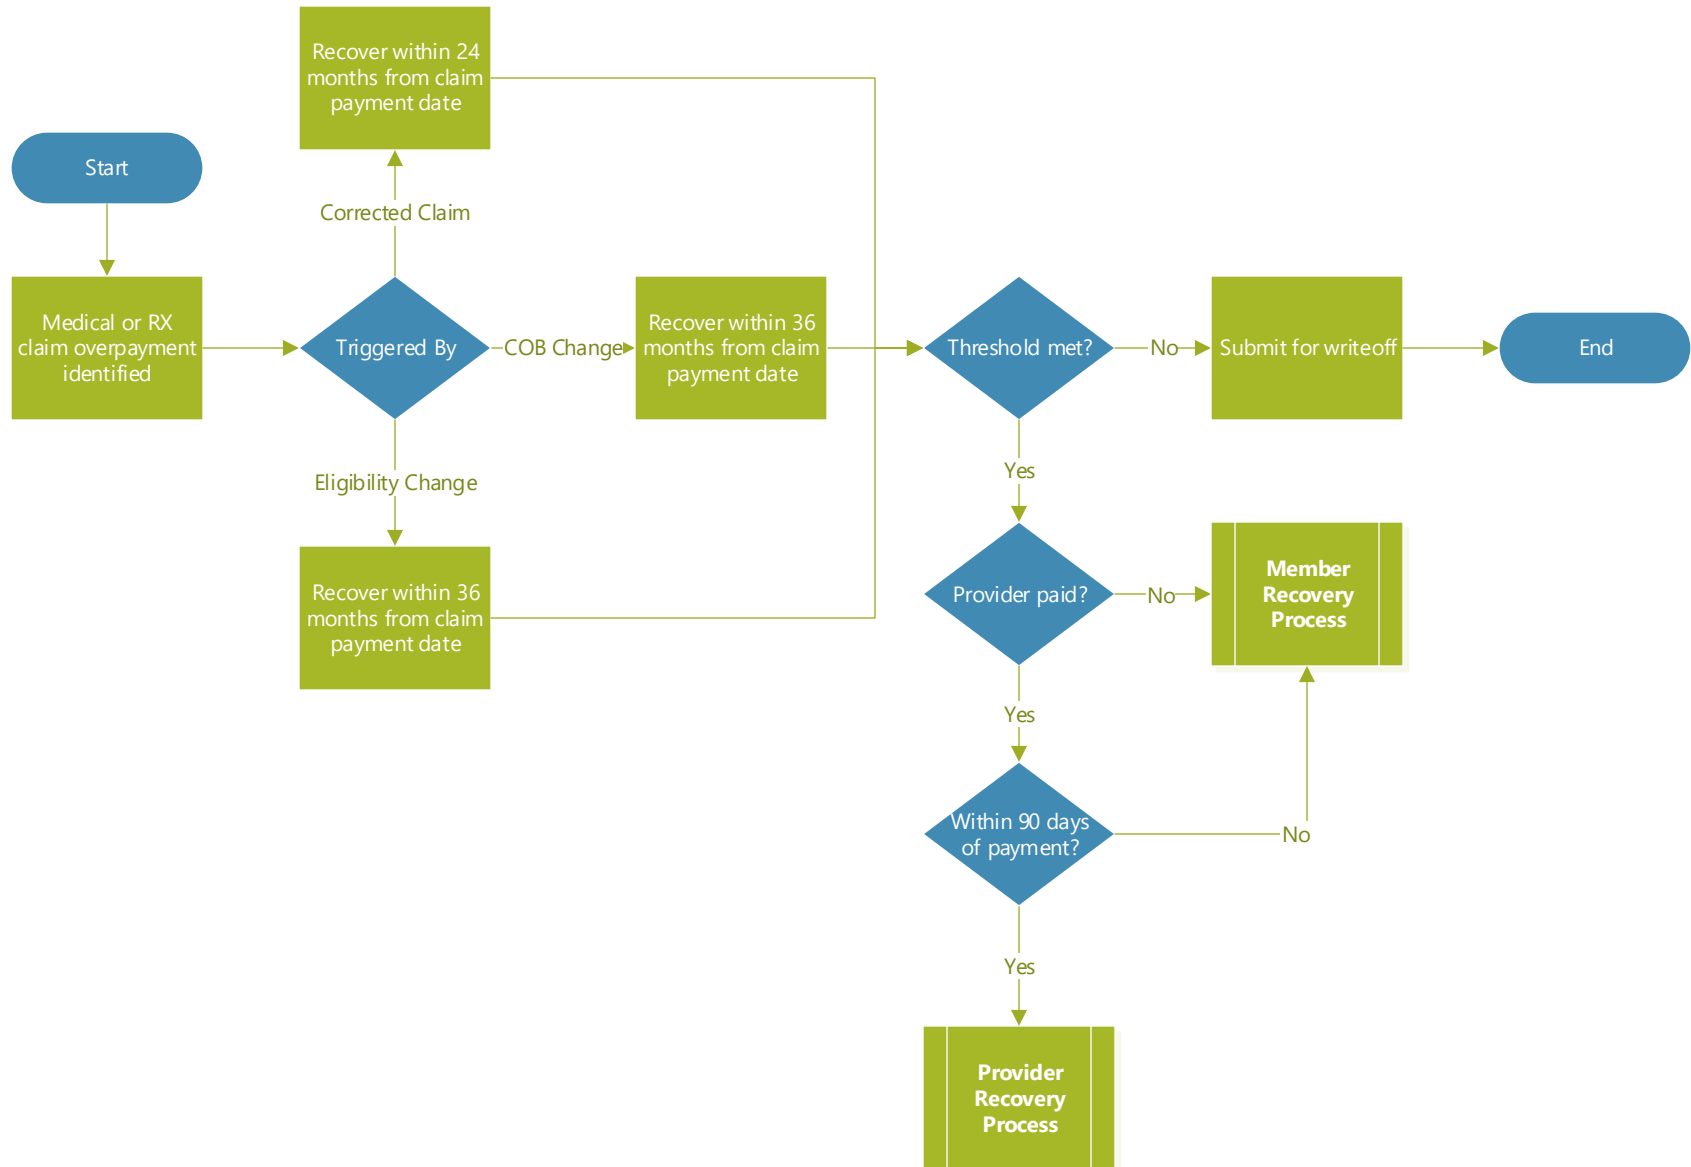 Recover within 24
months from claim
payment date
Start
Corrected Claim
Medical or RX
claim overpayment
identified
Triggered By
COB Change
Recover within 36
months from claim
payment date
Threshold met?
No
Submit for writeoff
End
Eligibility Change
Yes
Recover within 36
months from claim
payment date
Provider paid?
No
Member
Recovery
Process
Yes
Within 90 days
of payment?
No
Yes
Provider
Recovery
Process